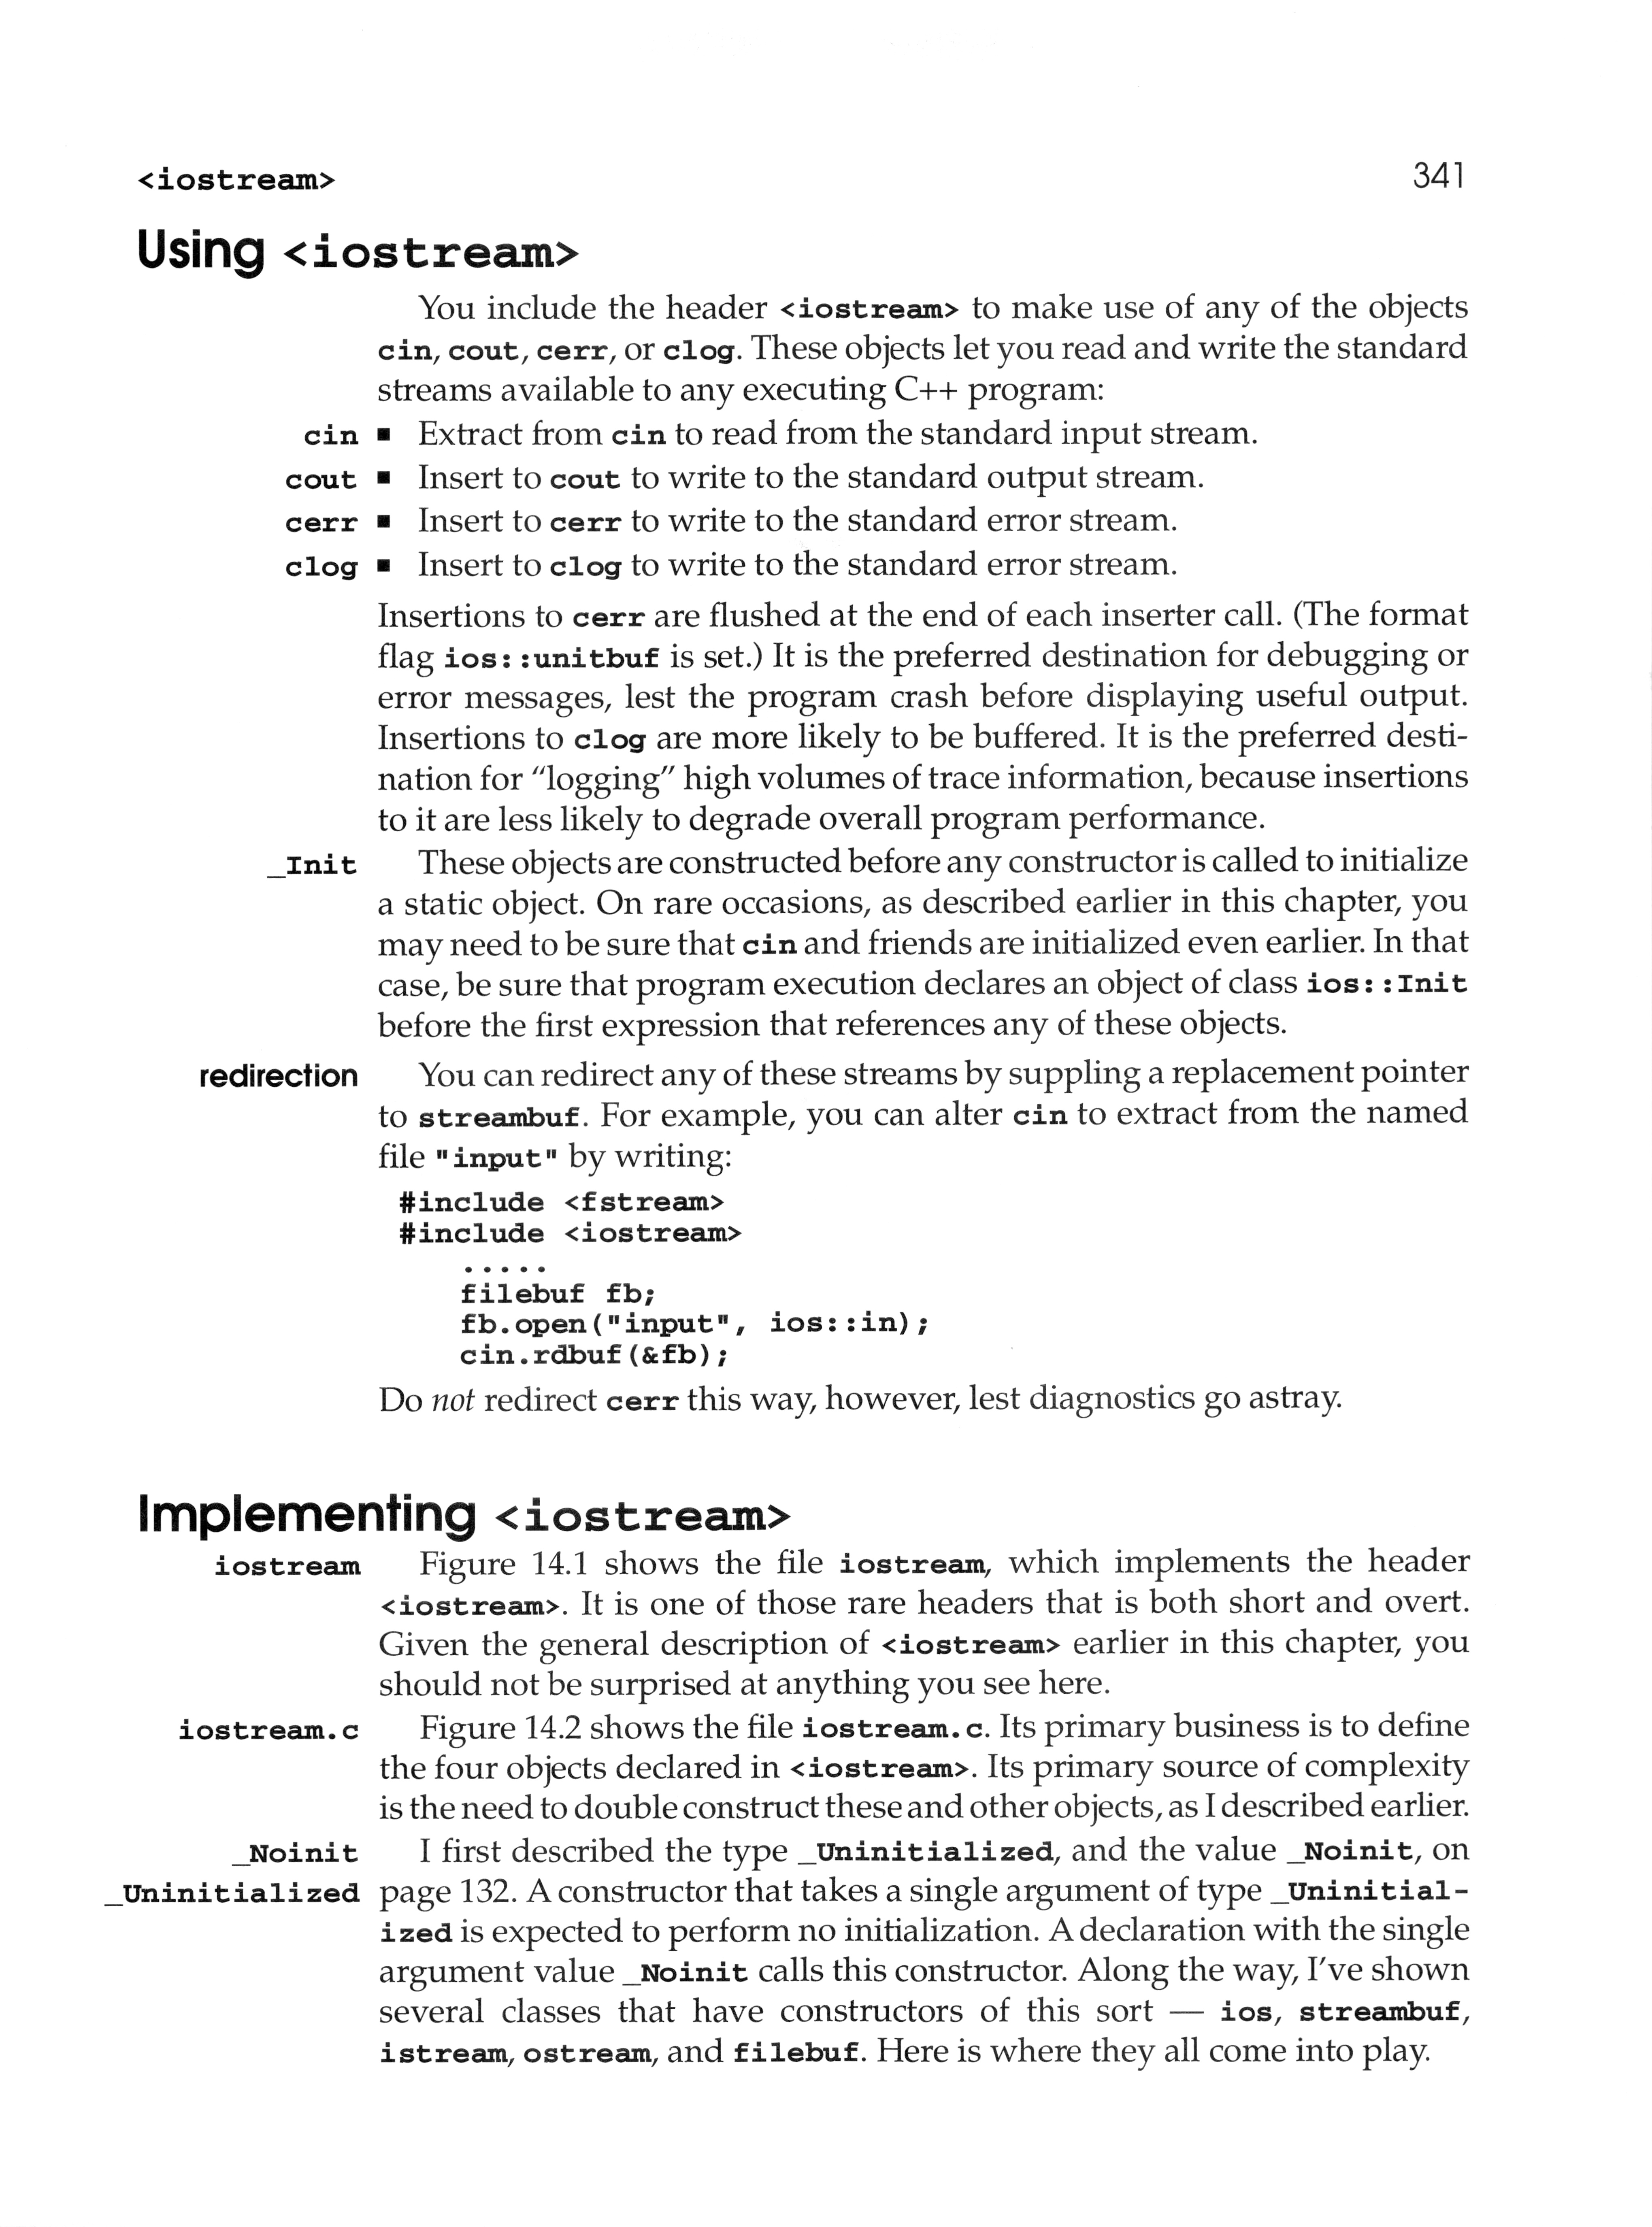 <iostream> 341
Using <iostream>
You include the header <iostream> to make use of any of the objects
cin, cout, cerr, or clog. These objects let you read and write the standard
streams available to any executing C++ program:
cin ▪ Extract from cin to read from the standard input stream.
cout ▪ Insert to cout to write to the standard output stream.
cerr ▪ Insert to cerr to write to the standard error stream.
clog ▪ Insert to clog to write to the standard error stream.
Insertions to cerr are flushed at the end of each inserter call. (The format
flag ios::unitbuf is set.) It is the preferred destination for debugging or
error messages, lest the program crash before displaying useful output.
Insertions to clog are more likely to be buffered. It is the preferred desti-
nation for "logging" high volumes of trace information, because insertions
to it are less likely to degrade overall program performance.
_Init These objects are constructed before any constructor is called to initialize
a static object. On rare occasions, as described earlier in this chapter, you
may need to be sure that cin and friends are initialized even earlier. In that
case, be sure that program execution declares an object of class ios::Init
before the first expression that references any of these objects.
redirection You can redirect any of these streams by suppling a replacement pointer
to streambuf. For example, you can alter cin to extract from the named
file "input" by writing:
#include <fstream>
#include <iostream>
.....
filebuf fb;
fb.open("input", ios::in);
cin.rdbuf(&fb);
Do not redirect cerr this way, however, lest diagnostics go astray.
Implementing <iostream>
iostream Figure 14.1 shows the file iostream, which implements the header
<iostream>. It is one of those rare headers that is both short and overt.
Given the general description of <iostream> earlier in this chapter, you
should not be surprised at anything you see here.
iostream.c Figure 14.2 shows the file iostream.c. Its primary business is to define
the four objects declared in <iostream>. Its primary source of complexity
is the need to double construct these and other objects, as I described earlier.
_Noinit I first described the type _Uninitialized, and the value _Noinit, on
_Uninitialized page 132. A constructor that takes a single argument of type _Uninitial-
ized is expected to perform no initialization. A declaration with the single
argument value _Noinit calls this constructor. Along the way, I've shown
several classes that have constructors of this sort — ios, streambuf,
istream, ostream, and filebuf. Here is where they all come into play.